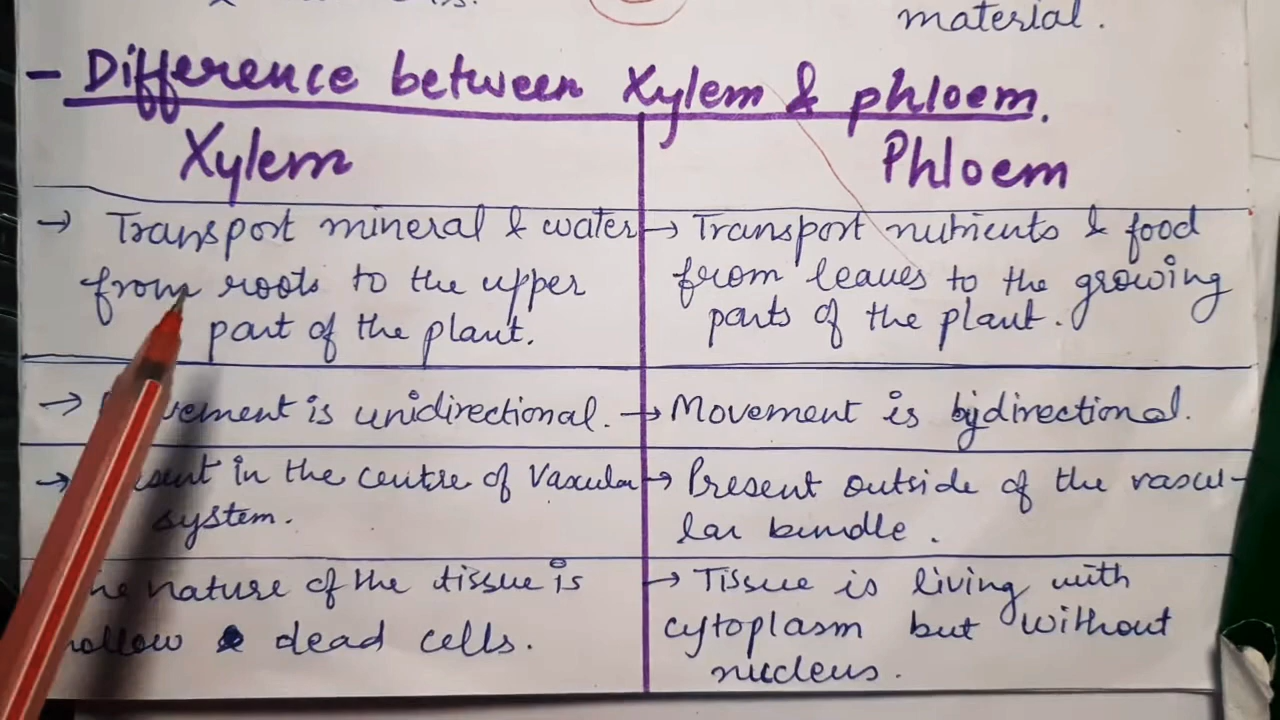 material.
- Difference between Xylem & phloem.
Xylem
Phloem
→ Transport mineral & water
from roots to the upper
part of the plant.
→ Transport nutrients & food
from leaves to the growing
parts of the plant.
→ vement is unidirectional.
→ Movement is bidirectional.
→ sent in the centre of Vascular
system.
→ Present outside of the vascu-
lar bundle.
he nature of the tissue is
hollow & dead cells.
→ Tissue is living with
cytoplasm but without
nucleus.